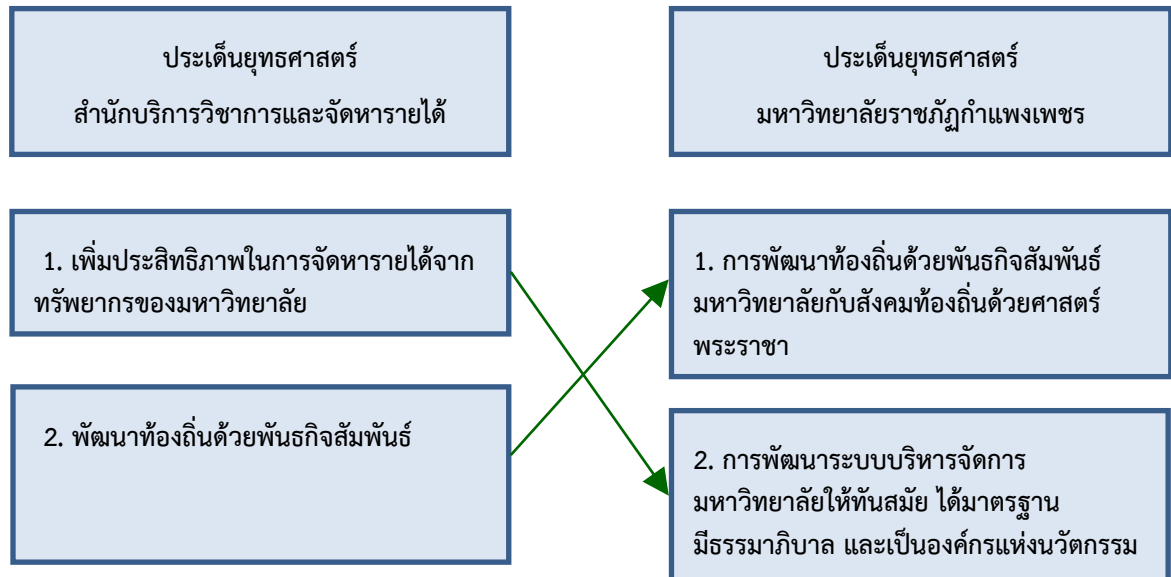 ประเด็นยุทธศาสตร์
สำนักบริการวิชาการและจัดหารายได้
ประเด็นยุทธศาสตร์
มหาวิทยาลัยราชภัฏกำแพงเพชร
1. เพิ่มประสิทธิภาพในการจัดหารายได้จาก
ทรัพยากรของมหาวิทยาลัย
2. พัฒนาท้องถิ่นด้วยพันธกิจสัมพันธ์
1. การพัฒนาท้องถิ่นด้วยพันธกิจสัมพันธ์
มหาวิทยาลัยกับสังคมท้องถิ่นด้วยศาสตร์
พระราชา
2. การพัฒนาระบบบริหารจัดการ
มหาวิทยาลัยให้ทันสมัย ได้มาตรฐาน
มีธรรมาภิบาล และเป็นองค์กรแห่งนวัตกรรม